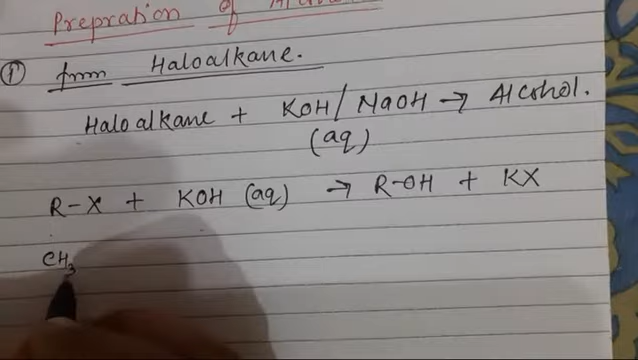 Prepration of
① from Haloalkane.
Haloalkane + KOH/NaOH → Alcohol.
(aq)
R-X + KOH (aq) → R-OH + KX
CH₃